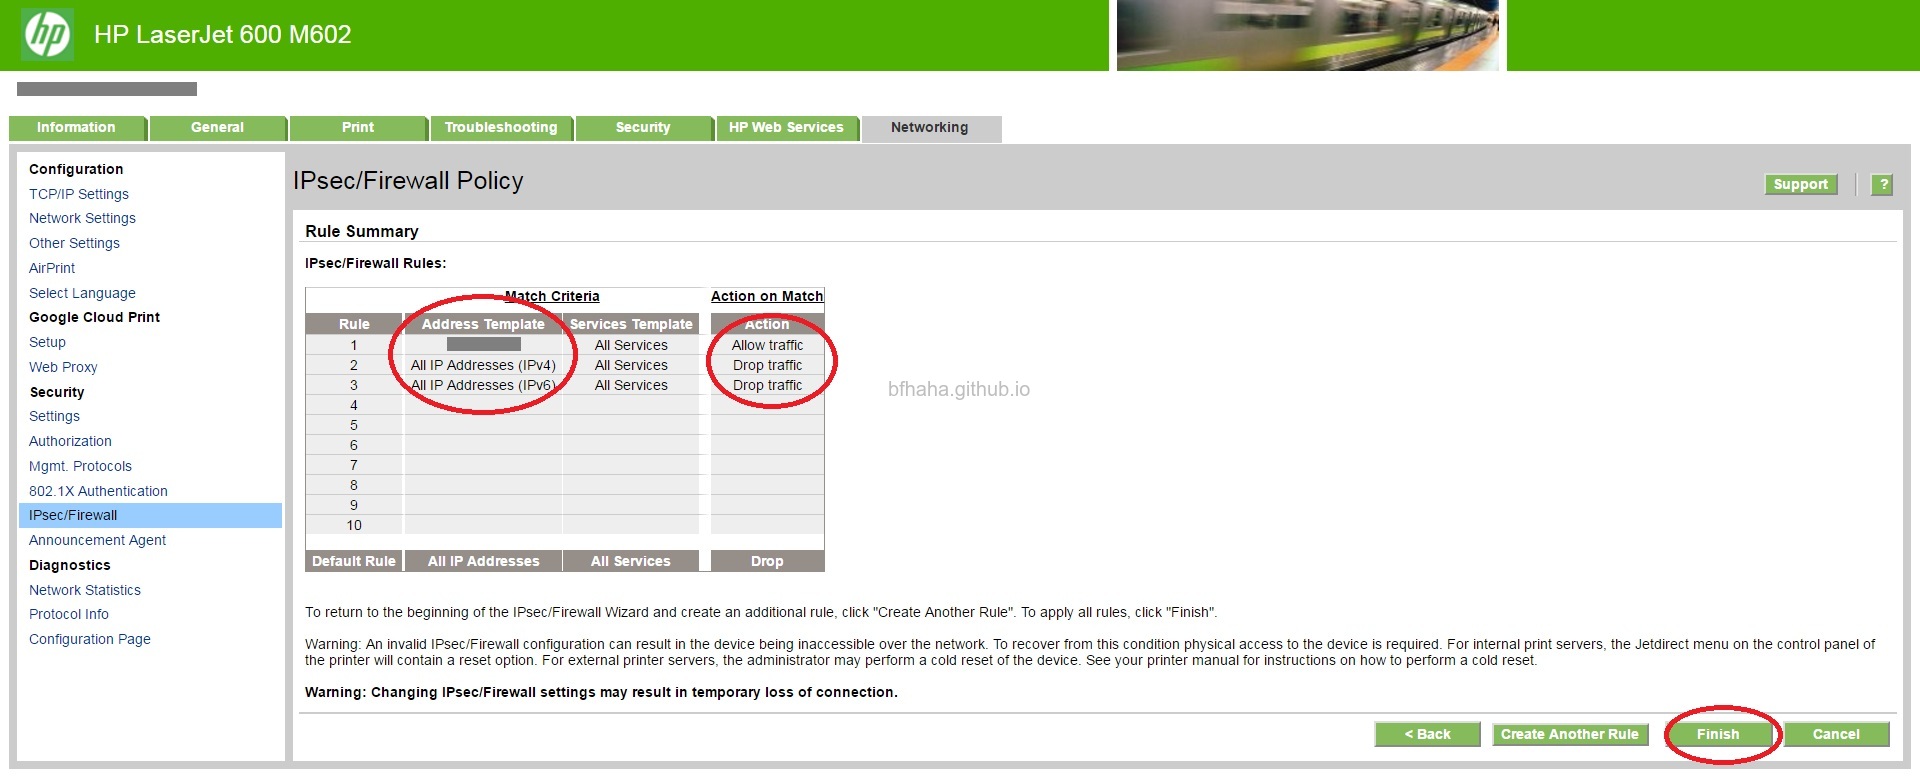 hp
HP LaserJet 600 M602
Information General Print Troubleshooting Security HP Web Services Networking
Configuration
TCP/IP Settings
Network Settings
Other Settings
AirPrint
Select Language
Google Cloud Print
Setup
Web Proxy
Security
Settings
Authorization
Mgmt. Protocols
802.1X Authentication
IPsec/Firewall
Announcement Agent
Diagnostics
Network Statistics
Protocol Info
Configuration Page
IPsec/Firewall Policy
Support ?
Rule Summary
IPsec/Firewall Rules:
Match Criteria Action on Match
Rule Address Template Services Template Action
1 All Services Allow traffic
2 All IP Addresses (IPv4) All Services Drop traffic
3 All IP Addresses (IPv6) All Services Drop traffic
4
5
6
7
8
9
10
Default Rule All IP Addresses All Services Drop
bfhaha.github.io
To return to the beginning of the IPsec/Firewall Wizard and create an additional rule, click "Create Another Rule". To apply all rules, click "Finish".
Warning: An invalid IPsec/Firewall configuration can result in the device being inaccessible over the network. To recover from this condition physical access to the device is required. For internal print servers, the Jetdirect menu on the control panel of
the printer will contain a reset option. For external printer servers, the administrator may perform a cold reset of the device. See your printer manual for instructions on how to perform a cold reset.
Warning: Changing IPsec/Firewall settings may result in temporary loss of connection.
< Back Create Another Rule Finish Cancel